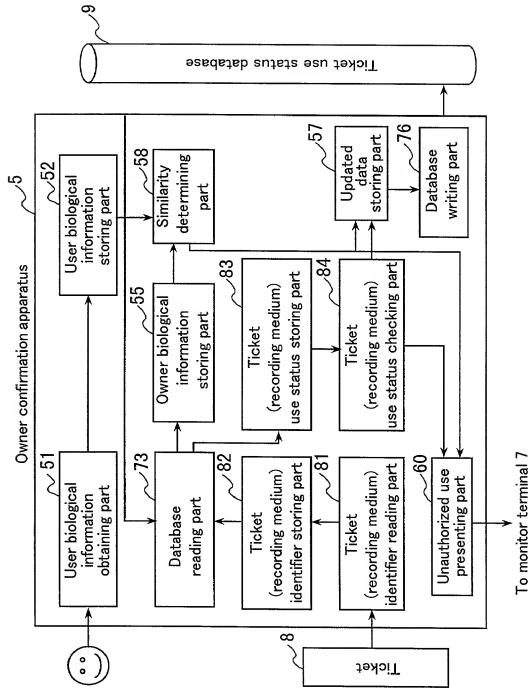 Owner confirmation apparatus
5
9
51
User biological
information
obtaining part
52
User biological
information
storing part
Ticket use status database
73
Database
reading part
55
Owner biological
information
storing part
58
Similarity
determining
part
82
Ticket
(recording medium)
identifier storing part
83
Ticket
(recording medium)
use status storing part
57
Updated
data
storing part
81
Ticket
(recording medium)
identifier reading part
84
Ticket
(recording medium)
use status checking part
76
Database
writing part
8
Ticket
60
Unauthorized use
presenting part
To monitor terminal 7